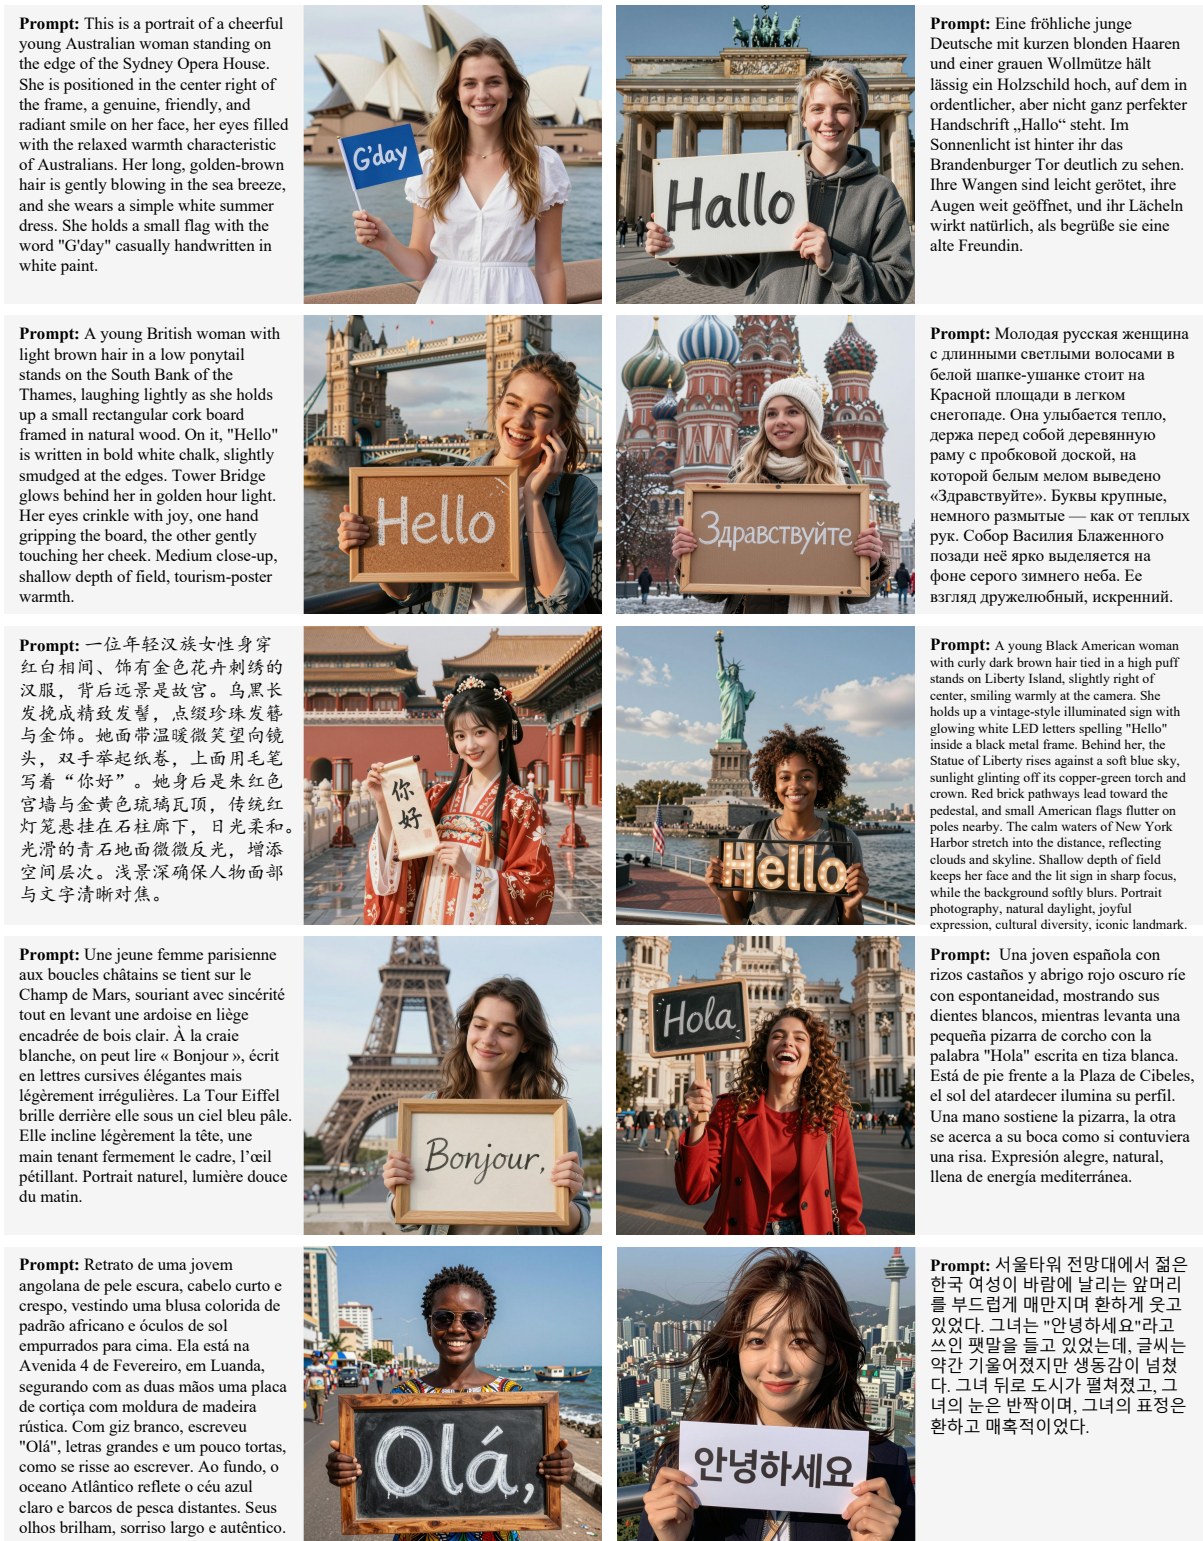 Prompt: This is a portrait of a cheerful
young Australian woman standing on
the edge of the Sydney Opera House.
She is positioned in the center right of
the frame, a genuine, friendly, and
radiant smile on her face, her eyes filled
with the relaxed warmth characteristic
of Australians. Her long, golden-brown
hair is gently blowing in the sea breeze,
and she wears a simple white summer
dress. She holds a small flag with the
word "G'day" casually handwritten in
white paint.
G'day
Hallo
Prompt: Eine fröhliche junge
Deutsche mit kurzen blonden Haaren
und einer grauen Wollmütze hält
lässig ein Holzschild hoch, auf dem in
ordentlicher, aber nicht ganz perfekter
Handschrift „Hallo“ steht. Im
Sonnenlicht ist hinter ihr das
Brandenburger Tor deutlich zu sehen.
Ihre Wangen sind leicht gerötet, ihre
Augen weit geöffnet, und ihr Lächeln
wirkt natürlich, als begrüße sie eine
alte Freundin.
Prompt: A young British woman with
light brown hair in a low ponytail
stands on the South Bank of the
Thames, laughing lightly as she holds
up a small rectangular cork board
framed in natural wood. On it, "Hello"
is written in bold white chalk, slightly
smudged at the edges. Tower Bridge
glows behind her in golden hour light.
Her eyes crinkle with joy, one hand
gripping the board, the other gently
touching her cheek. Medium close-up,
shallow depth of field, tourism-poster
warmth.
Hello
Здравствуйте
Prompt: Молодая русская женщина
с длинными светлыми волосами в
белой шапке-ушанке стоит на
Красной площади в легком
снегопаде. Она улыбается тепло,
держа перед собой деревянную
раму с пробковой доской, на
которой белым мелом выведено
«Здравствуйте». Буквы крупные,
немного размытые — как от теплых
рук. Собор Василия Блаженного
позади неё ярко выделяется на
фоне серого зимнего неба. Ее
взгляд дружелюбный, искренний.
Prompt: 一位年轻汉族女性身穿
红白相间、饰有金色花卉刺绣的
汉服，背后远景是故宫。乌黑长
发挽成精致发髻，点缀珍珠发簪
与金饰。她面带温暖微笑望向镜
头，双手举起纸卷，上面用毛笔
写着“你好”。她身后是朱红色
宫墙与金黄色琉璃瓦顶，传统红
灯笼悬挂在石柱廊下，日光柔和。
光滑的青石地面微微反光，增添
空间层次。浅景深确保人物面部
与文字清晰对焦。
你
好
Hello
Prompt: A young Black American woman
with curly dark brown hair tied in a high puff
stands on Liberty Island, slightly right of
center, smiling warmly at the camera. She
holds up a vintage-style illuminated sign with
glowing white LED letters spelling "Hello"
inside a black metal frame. Behind her, the
Statue of Liberty rises against a soft blue sky,
sunlight glinting off its copper-green torch and
crown. Red brick pathways lead toward the
pedestal, and small American flags flutter on
poles nearby. The calm waters of New York
Harbor stretch into the distance, reflecting
clouds and skyline. Shallow depth of field
keeps her face and the lit sign in sharp focus,
while the background softly blurs. Portrait
photography, natural daylight, joyful
expression, cultural diversity, iconic landmark.
Prompt: Une jeune femme parisienne
aux boucles châtains se tient sur le
Champ de Mars, souriant avec sincérité
tout en levant une ardoise en liège
encadrée de bois clair. À la craie
blanche, on peut lire « Bonjour », écrit
en lettres cursives élégantes mais
légèrement irrégulières. La Tour Eiffel
brille derrière elle sous un ciel bleu pâle.
Elle incline légèrement la tête, une
main tenant fermement le cadre, l’œil
pétillant. Portrait naturel, lumière douce
du matin.
Bonjour,
Hola
Prompt: Una joven española con
rizos castaños y abrigo rojo oscuro ríe
con espontaneidad, mostrando sus
dientes blancos, mientras levanta una
pequeña pizarra de corcho con la
palabra "Hola" escrita en tiza blanca.
Está de pie frente a la Plaza de Cibeles,
el sol del atardecer ilumina su perfil.
Una mano sostiene la pizarra, la otra
se acerca a su boca como si contuviera
una risa. Expresión alegre, natural,
llena de energía mediterránea.
Prompt: Retrato de uma jovem
angolana de pele escura, cabelo curto e
crespo, vestindo uma blusa colorida de
padrão africano e óculos de sol
empurrados para cima. Ela está na
Avenida 4 de Fevereiro, em Luanda,
segurando com as duas mãos uma placa
de cortiça com moldura de madeira
rústica. Com giz branco, escreveu
"Olá", letras grandes e um pouco tortas,
como se risse ao escrever. Ao fundo, o
oceano Atlântico reflete o céu azul
claro e barcos de pesca distantes. Seus
olhos brilham, sorriso largo e autêntico.
Olá,
안녕하세요
Prompt: 서울타워 전망대에서 젊은
한국 여성이 바람에 날리는 앞머리
를 부드럽게 매만지며 환하게 웃고
있었다. 그녀는 "안녕하세요"라고
쓰인 팻말을 들고 있었는데, 글씨는
약간 기울어졌지만 생동감이 넘쳤
다. 그녀 뒤로 도시가 펼쳐졌고, 그
녀의 눈은 반짝이며, 그녀의 표정은
환하고 매혹적이었다.